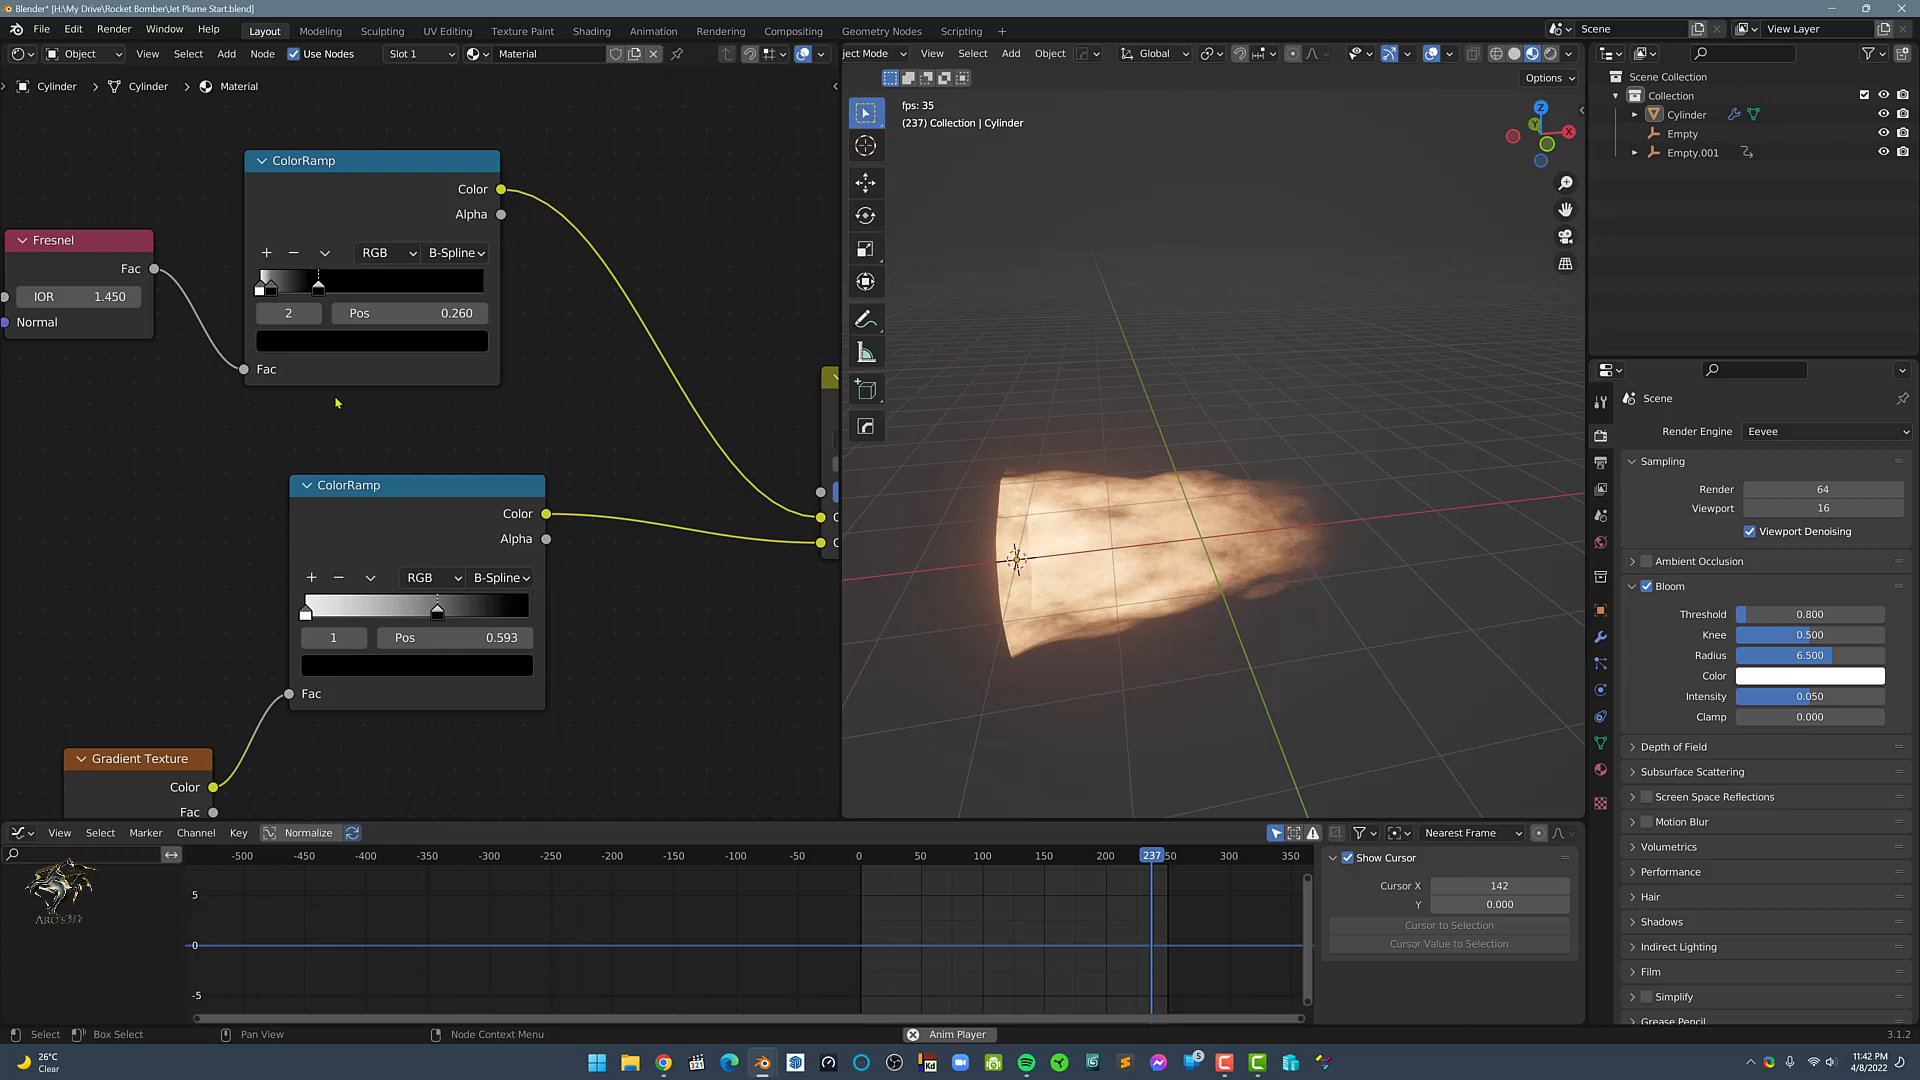 Blender* [H:\My Drive\Rocket Bomber\Jet Plume Start.blend]
File Edit Render Window Help Layout Modeling Sculpting UV Editing Texture Paint Shading Animation Rendering Compositing Geometry Nodes Scripting + Scene View Layer
Object View Select Add Node Use Nodes Slot 1 Material ject Mode View Select Add Object Global
Options
Cylinder > Cylinder > Material
fps: 35
(237) Collection | Cylinder
Z
Y
X
Scene Collection
Collection
Cylinder
Empty
Empty.001
ColorRamp
Color
Alpha
RGB B-Spline
2 Pos 0.260
Fac
Fresnel
Fac
IOR 1.450
Normal
ColorRamp
Color
Alpha
RGB B-Spline
1 Pos 0.593
Fac
Gradient Texture
Color
Fac
C
C
Scene
Render Engine Eevee
Sampling
Render 64
Viewport 16
Viewport Denoising
Ambient Occlusion
Bloom
Threshold 0.800
Knee 0.500
Radius 6.500
Color
Intensity 0.050
Clamp 0.000
Depth of Field
Subsurface Scattering
Screen Space Reflections
Motion Blur
Volumetrics
Performance
Hair
Shadows
Indirect Lighting
Film
Simplify
Grease Pencil
View Select Marker Channel Key Normalize Nearest Frame
-500 -450 -400 -350 -300 -250 -200 -150 -100 -50 0 50 100 150 200 237 50 300 350
5
0
-5
ARC'S3D
Show Cursor
Cursor X 142
Y 0.000
Cursor to Selection
Cursor Value to Selection
Select Box Select Pan View Node Context Menu Anim Player 3.1.2
26°C
Clear
Kd
5
11:42 PM
4/8/2022